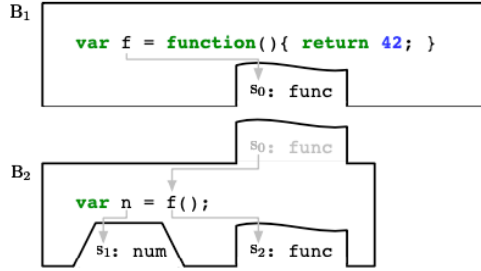 B₁
var f = function(){ return 42; }
s₀: func
s₀: func
B₂
var n = f();
s₁: num s₂: func